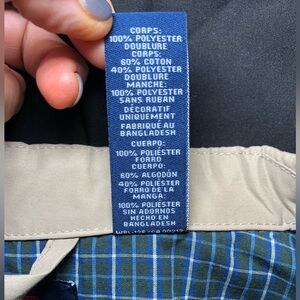 CORPS:
100% POLYESTER
DOUBLURE
CORPS:
60% COTON
40% POLYESTER
DOUBLURE
MANCHE:
100% POLYESTER
SANS RUBAN
DÉCORATIF
UNIQUEMENT
FABRIQUÉ AU
BANGLADESH
CUERPO:
100% POLIÉSTER
FORRO
CUERPO:
60% ALGODÓN
40% POLIÉSTER
FORRO DE LA
MANGA:
100% POLIÉSTER
SIN ADORNOS
HECHO EN
BANGLADESH